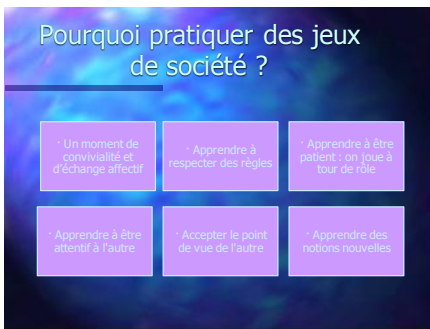 Pourquoi pratiquer des jeux
de société ?
· Un moment de
convivialité et
d'échange affectif
· Apprendre à
respecter des règles
· Apprendre à être
patient : on joue à
tour de rôle
· Apprendre à être
attentif à l'autre
· Accepter le point
de vue de l'autre
· Apprendre des
notions nouvelles